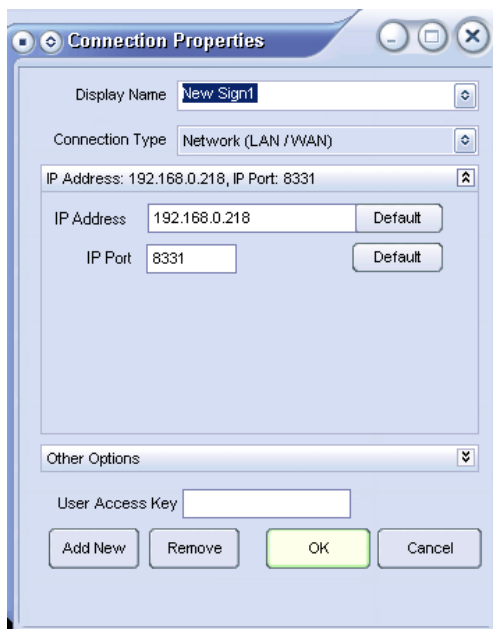 Connection Properties
Display Name New Sign1
Connection Type Network (LAN / WAN)
IP Address: 192.168.0.218, IP Port: 8331
IP Address 192.168.0.218 Default
IP Port 8331 Default
Other Options
User Access Key
Add New Remove OK Cancel